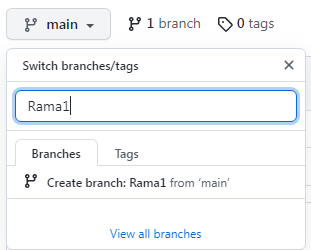 main 1 branch 0 tags
Switch branches/tags
Rama1
Branches Tags
Create branch: Rama1 from ‘main’
View all branches